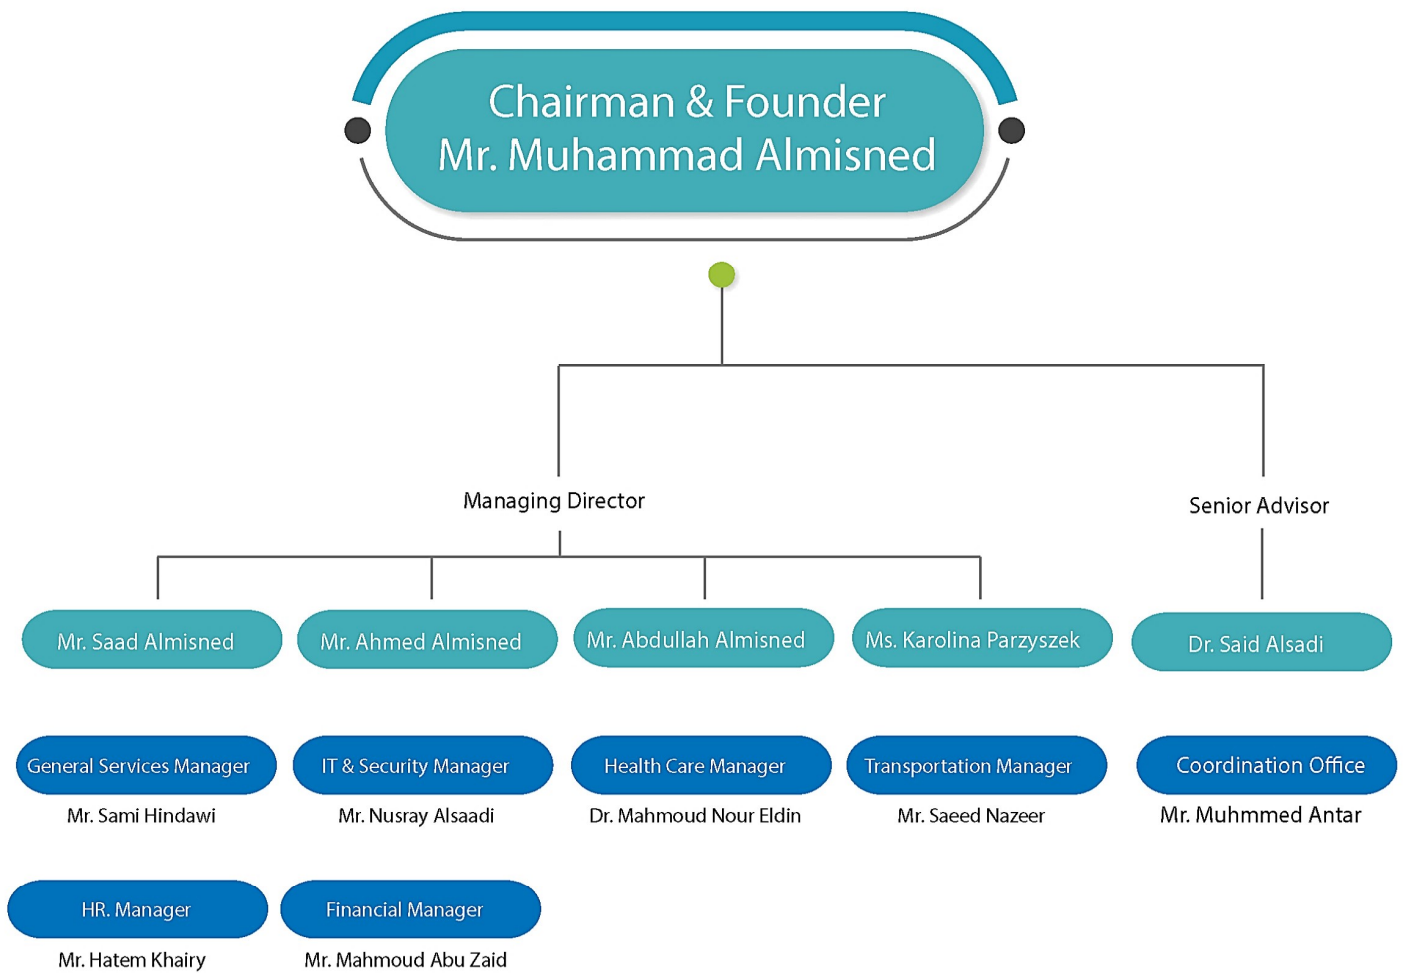 Chairman & Founder
Mr. Muhammad Almisned
Managing Director
Senior Advisor
Mr. Saad Almisned
Mr. Ahmed Almisned
Mr. Abdullah Almisned
Ms. Karolina Parzyszek
Dr. Said Alsadi
General Services Manager
IT & Security Manager
Health Care Manager
Transportation Manager
Coordination Office
Mr. Sami Hindawi
Mr. Nusray Alsaadi
Dr. Mahmoud Nour Eldin
Mr. Saeed Nazeer
Mr. Muhmmed Antar
HR. Manager
Financial Manager
Mr. Hatem Khairy
Mr. Mahmoud Abu Zaid